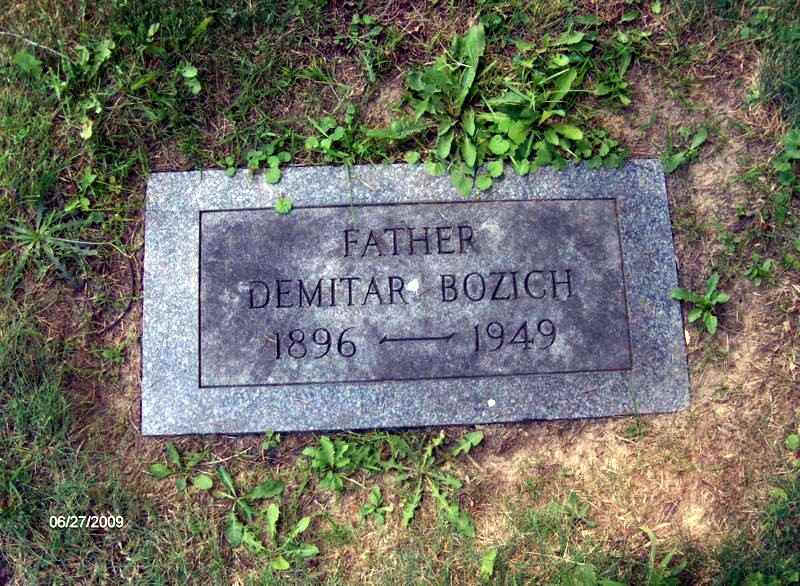 FATHER
DEMITAR BOZICH
1896 — 1949
06/27/2009